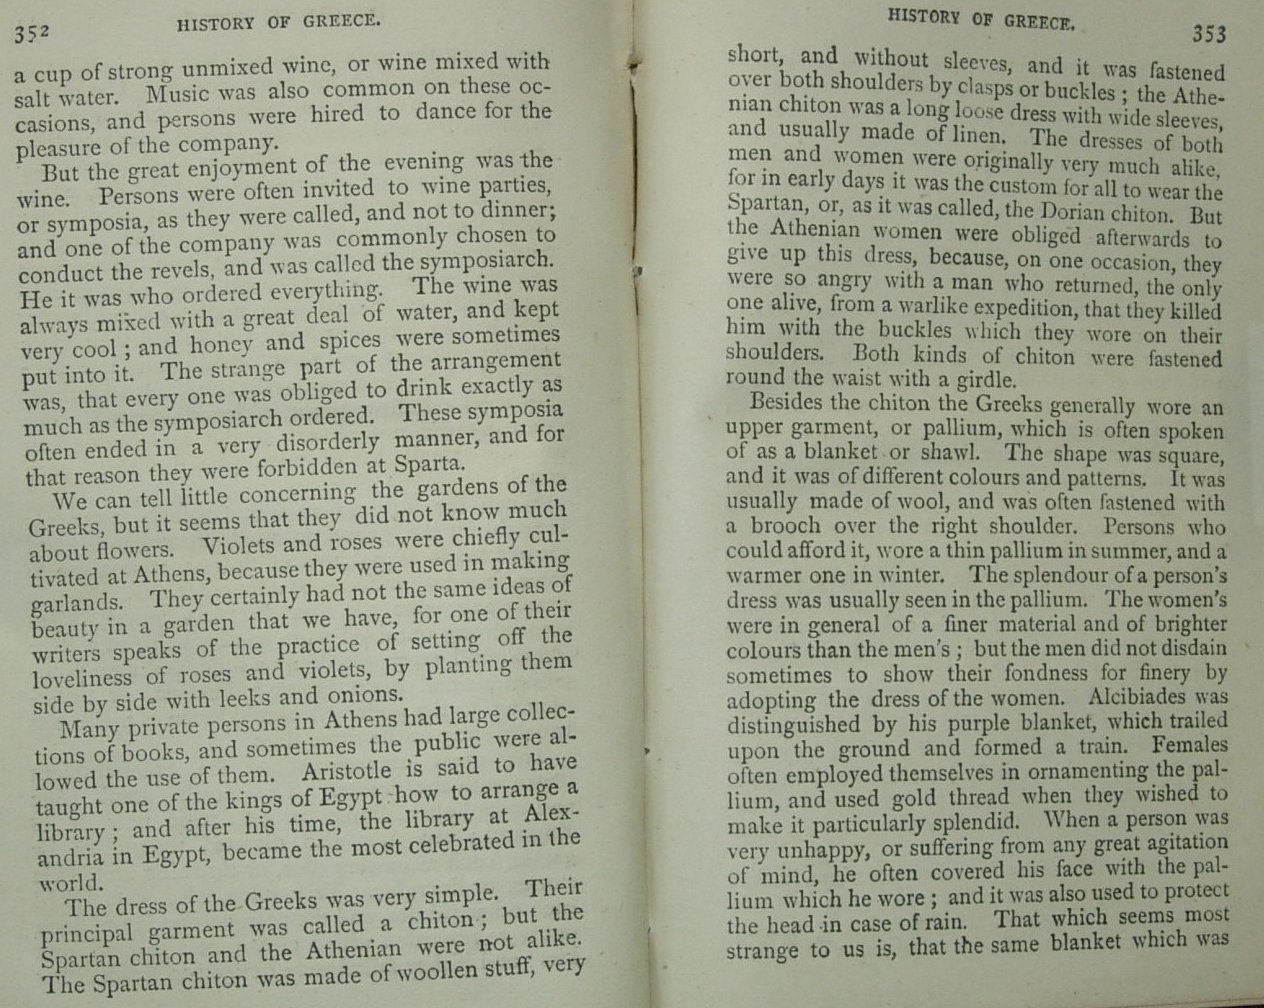 352
HISTORY OF GREECE.
a cup of strong unmixed wine, or wine mixed with
salt water. Music was also common on these oc-
casions, and persons were hired to dance for the
pleasure of the company.
But the great enjoyment of the evening was the
wine. Persons were often invited to wine parties,
or symposia, as they were called, and not to dinner;
and one of the company was commonly chosen to
conduct the revels, and was called the symposiarch.
He it was who ordered everything. The wine was
always mixed with a great deal of water, and kept
very cool; and honey and spices were sometimes
put into it. The strange part of the arrangement
was, that every one was obliged to drink exactly as
much as the symposiarch ordered. These symposia
often ended in a very disorderly manner, and for
that reason they were forbidden at Sparta.
We can tell little concerning the gardens of the
Greeks, but it seems that they did not know much
about flowers. Violets and roses were chiefly cul-
tivated at Athens, because they were used in making
garlands. They certainly had not the same ideas of
beauty in a garden that we have, for one of their
writers speaks of the practice of setting off the
loveliness of roses and violets, by planting them
side by side with leeks and onions.
Many private persons in Athens had large collec-
tions of books, and sometimes the public were al-
lowed the use of them. Aristotle is said to have
taught one of the kings of Egypt how to arrange a
library; and after his time, the library at Alex-
andria in Egypt, became the most celebrated in the
world.
The dress of the Greeks was very simple. Their
principal garment was called a chiton; but the
Spartan chiton and the Athenian were not alike.
The Spartan chiton was made of woollen stuff, very
HISTORY OF GREECE.
353
short, and without sleeves, and it was fastened
over both shoulders by clasps or buckles; the Athe-
nian chiton was a long loose dress with wide sleeves,
and usually made of linen. The dresses of both
men and women were originally very much alike,
for in early days it was the custom for all to wear the
Spartan, or, as it was called, the Dorian chiton. But
the Athenian women were obliged afterwards to
give up this dress, because, on one occasion, they
were so angry with a man who returned, the only
one alive, from a warlike expedition, that they killed
him with the buckles which they wore on their
shoulders. Both kinds of chiton were fastened
round the waist with a girdle.
Besides the chiton the Greeks generally wore an
upper garment, or pallium, which is often spoken
of as a blanket or shawl. The shape was square,
and it was of different colours and patterns. It was
usually made of wool, and was often fastened with
a brooch over the right shoulder. Persons who
could afford it, wore a thin pallium in summer, and a
warmer one in winter. The splendour of a person's
dress was usually seen in the pallium. The women's
were in general of a finer material and of brighter
colours than the men's; but the men did not disdain
sometimes to show their fondness for finery by
adopting the dress of the women. Alcibiades was
distinguished by his purple blanket, which trailed
upon the ground and formed a train. Females
often employed themselves in ornamenting the pal-
lium, and used gold thread when they wished to
make it particularly splendid. When a person was
very unhappy, or suffering from any great agitation
of mind, he often covered his face with the pal-
lium which he wore; and it was also used to protect
the head in case of rain. That which seems most
strange to us is, that the same blanket which was